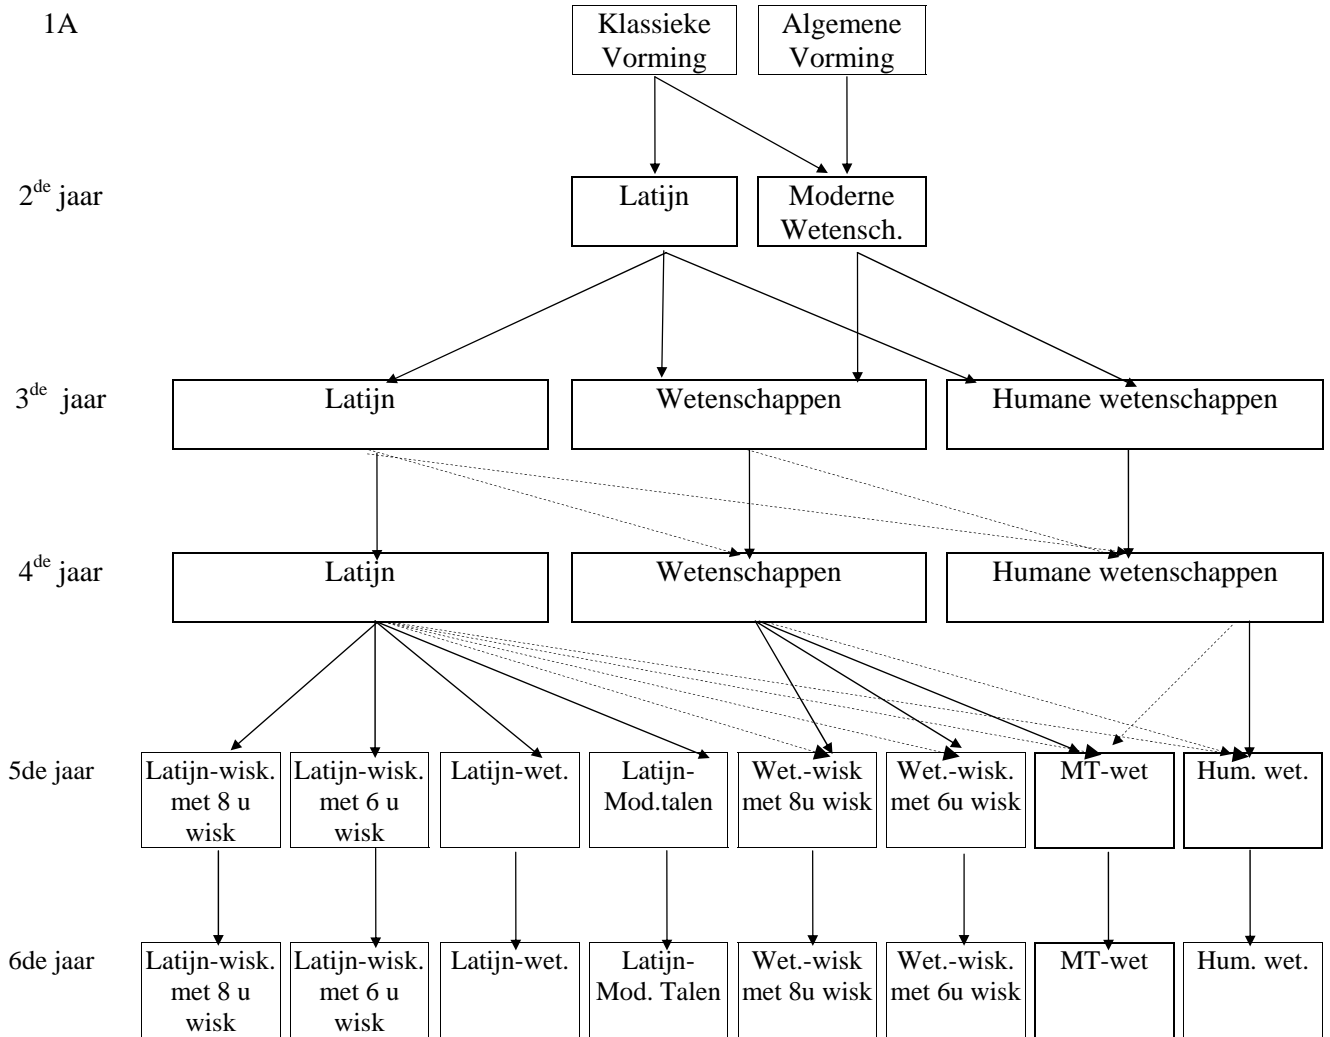 1A
Klassieke
Vorming
Algemene
Vorming
2de jaar
Latijn
Moderne
Wetensch.
3de jaar
Latijn
Wetenschappen
Humane wetenschappen
4de jaar
Latijn
Wetenschappen
Humane wetenschappen
5de jaar
Latijn-wisk.
met 8 u
wisk
Latijn-wisk.
met 6 u
wisk
Latijn-wet.
Latijn-
Mod.talen
Wet.-wisk
met 8u wisk
Wet.-wisk.
met 6u wisk
MT-wet
Hum. wet.
6de jaar
Latijn-wisk.
met 8 u
wisk
Latijn-wisk.
met 6 u
wisk
Latijn-wet.
Latijn-
Mod. Talen
Wet.-wisk
met 8u wisk
Wet.-wisk.
met 6u wisk
MT-wet
Hum. wet.